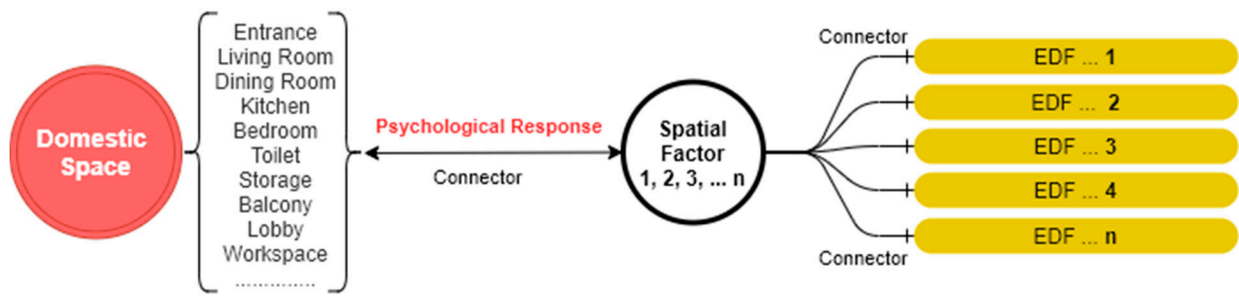 Domestic
Space
Entrance
Living Room
Dining Room
Kitchen
Bedroom
Toilet
Storage
Balcony
Lobby
Workspace
.............
Psychological Response
Connector
Spatial
Factor
1, 2, 3, ... n
Connector
EDF ... 1
EDF ... 2
EDF ... 3
EDF ... 4
EDF ... n
Connector